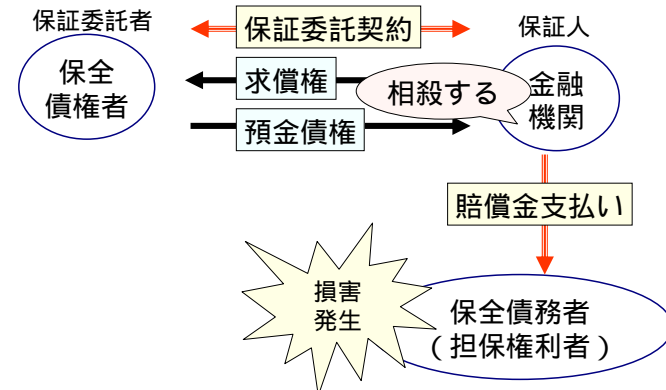 保証委託者
保証委託契約
保証人
保全
債権者
求償権
相殺する
金融
機関
預金債権
賠償金支払い
損害
発生
保全債務者
（担保権利者）